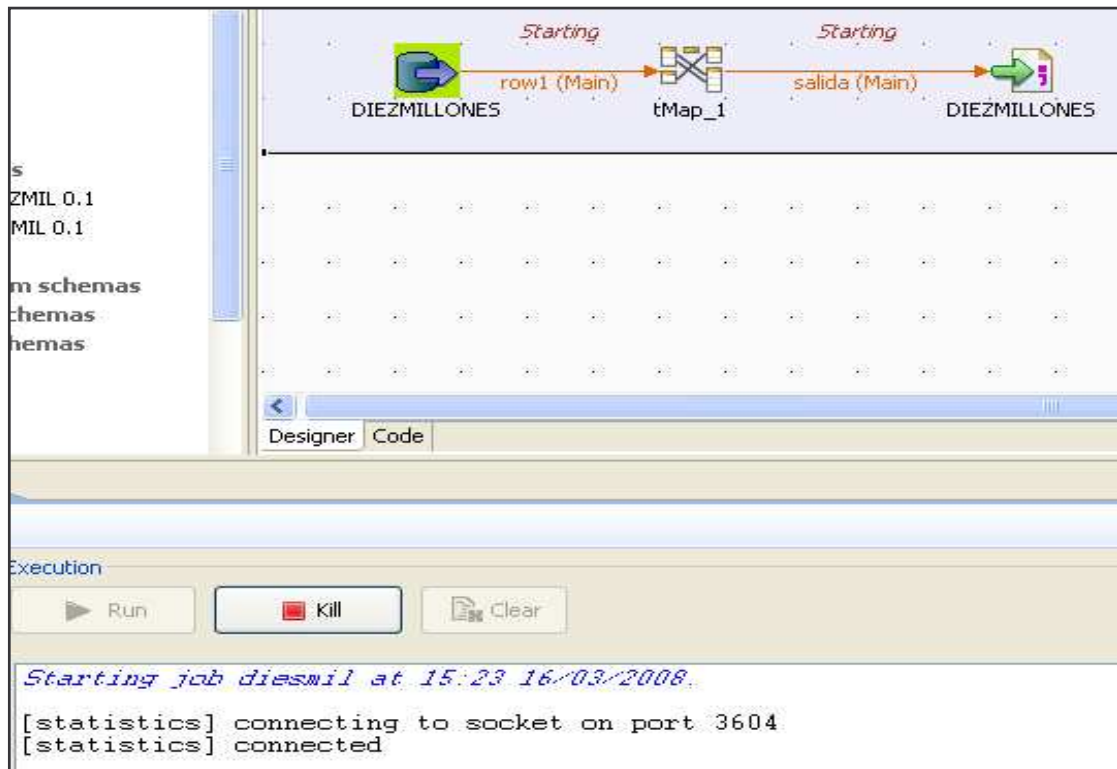 Starting Starting
row1 (Main) salida (Main)
DIEZMILLONES tMap_1 DIEZMILLONES
s
ZMIL 0.1
MIL 0.1
m schemas
chemas
hemas
Designer Code
Execution
Run Kill Clear
Starting job diesmil at 15:23 16/03/2008.
[statistics] connecting to socket on port 3604
[statistics] connected